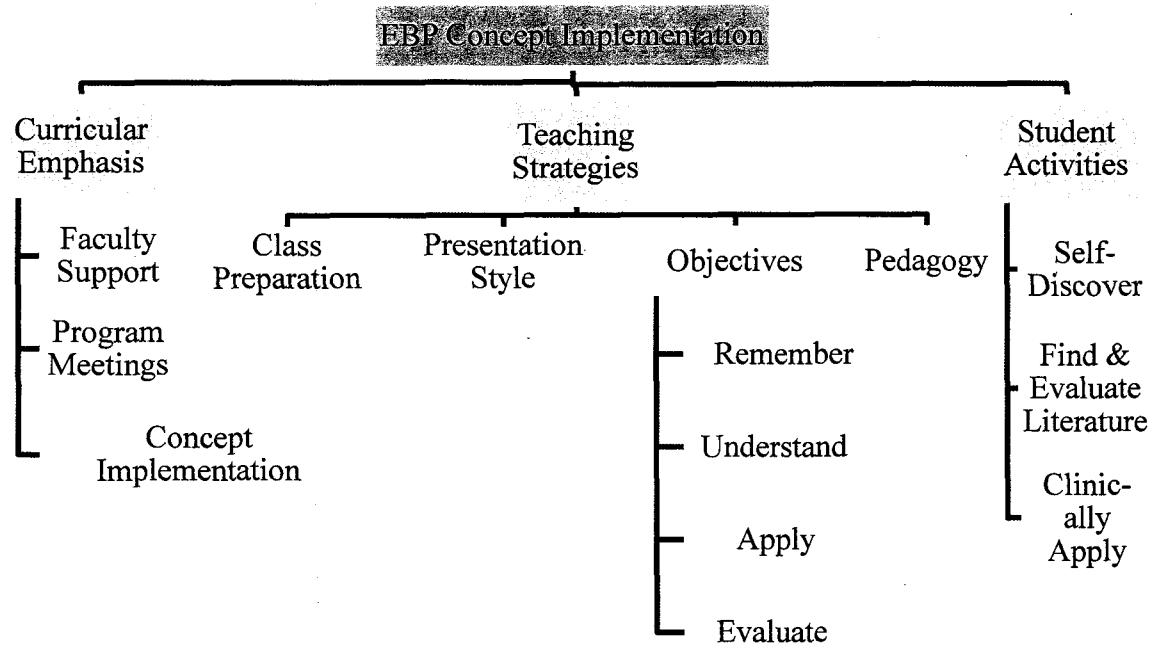 EBP Concept Implementation
Curricular
Emphasis
Faculty
Support
Program
Meetings
Concept
Implementation
Teaching
Strategies
Class
Preparation
Presentation
Style
Objectives
Remember
Understand
Apply
Evaluate
Pedagogy
Student
Activities
Self-
Discover
Find &
Evaluate
Literature
Clinic-
ally
Apply